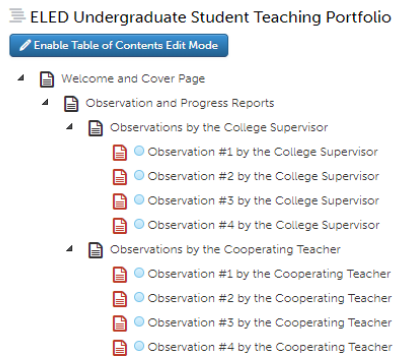 ELED Undergraduate Student Teaching Portfolio
Enable Table of Contents Edit Mode
Welcome and Cover Page
Observation and Progress Reports
Observations by the College Supervisor
Observation #1 by the College Supervisor
Observation #2 by the College Supervisor
Observation #3 by the College Supervisor
Observation #4 by the College Supervisor
Observations by the Cooperating Teacher
Observation #1 by the Cooperating Teacher
Observation #2 by the Cooperating Teacher
Observation #3 by the Cooperating Teacher
Observation #4 by the Cooperating Teacher